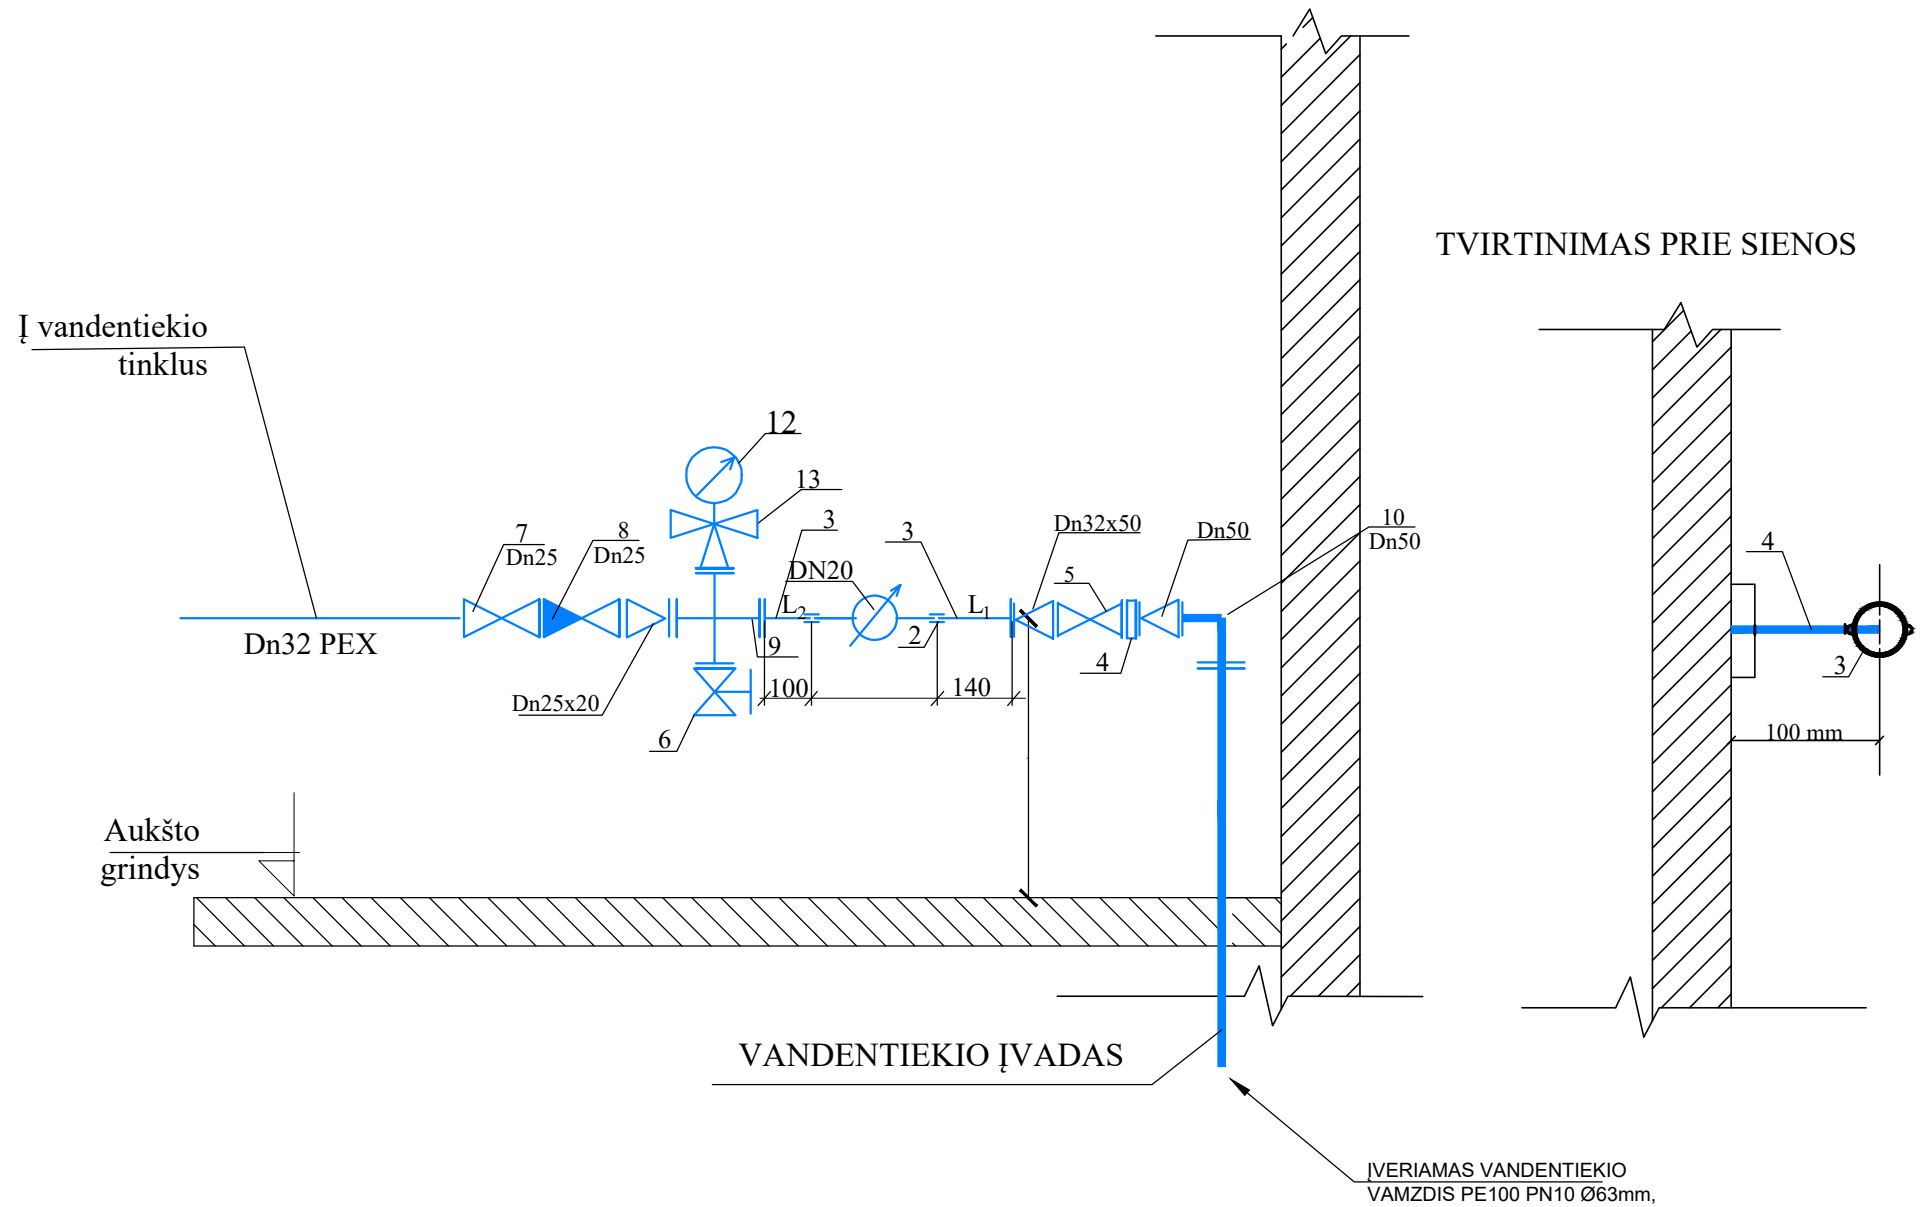 TVIRTINIMAS PRIE SIENOS
Į vandentiekio
tinklus
12
13
3
3
7
Dn25
8
Dn25
DN20
Dn32x50
Dn50
10
Dn50
5
4
L2
L1
Dn32 PEX
2
9
4
3
100
140
Dn25x20
6
100 mm
Aukšto
grindys
VANDENTIEKIO ĮVADAS
ĮVERIAMAS VANDENTIEKIO
VAMZDIS PE100 PN10 Ø63mm,